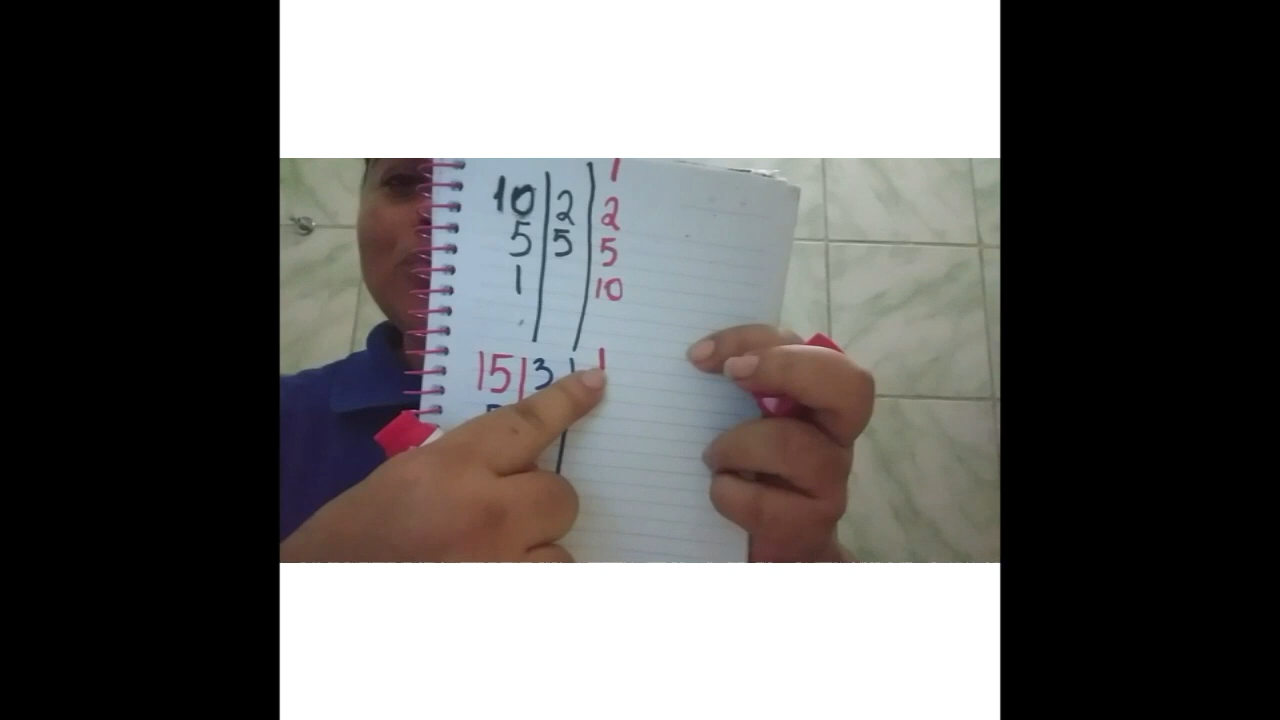 1
10 | 2 | 2
5 | 5 | 5
1 | | 10
15 | 3 | 1